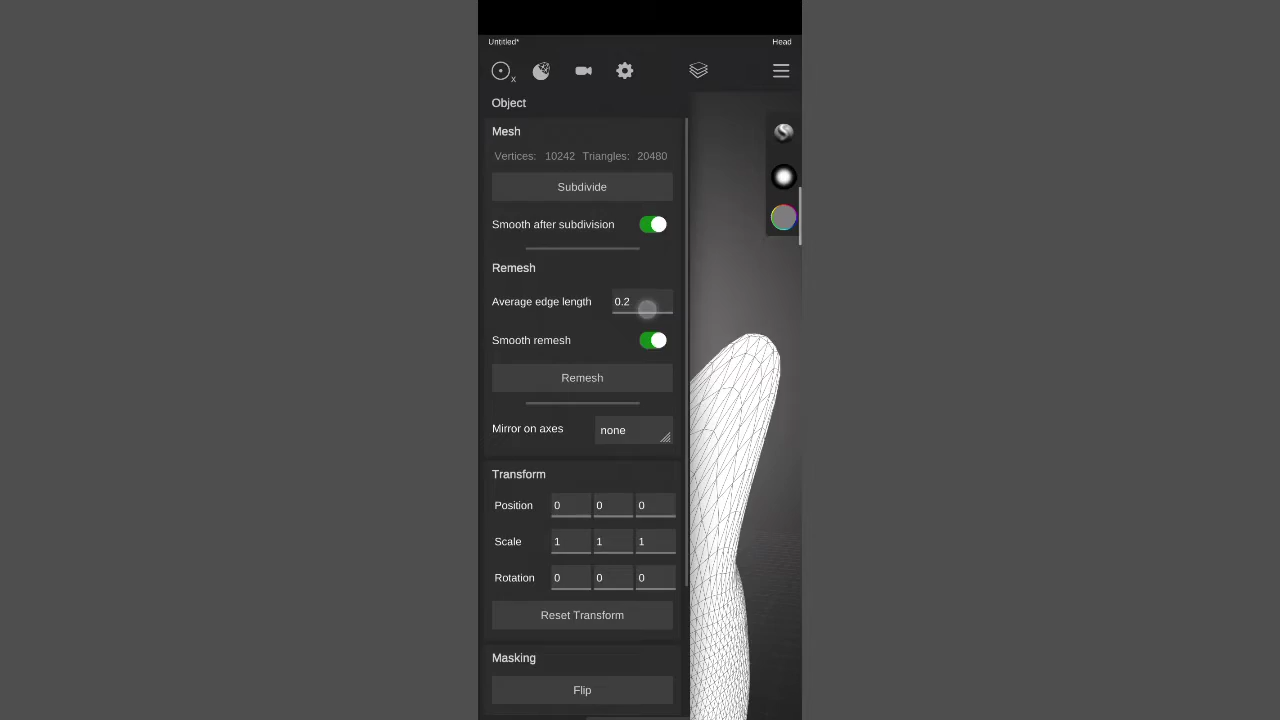 Untitled*
Head
x
Object
Mesh
Vertices: 10242 Triangles: 20480
Subdivide
Smooth after subdivision
Remesh
Average edge length 0.2
Smooth remesh
Remesh
Mirror on axes none
Transform
Position 0 0 0
Scale 1 1 1
Rotation 0 0 0
Reset Transform
Masking
Flip